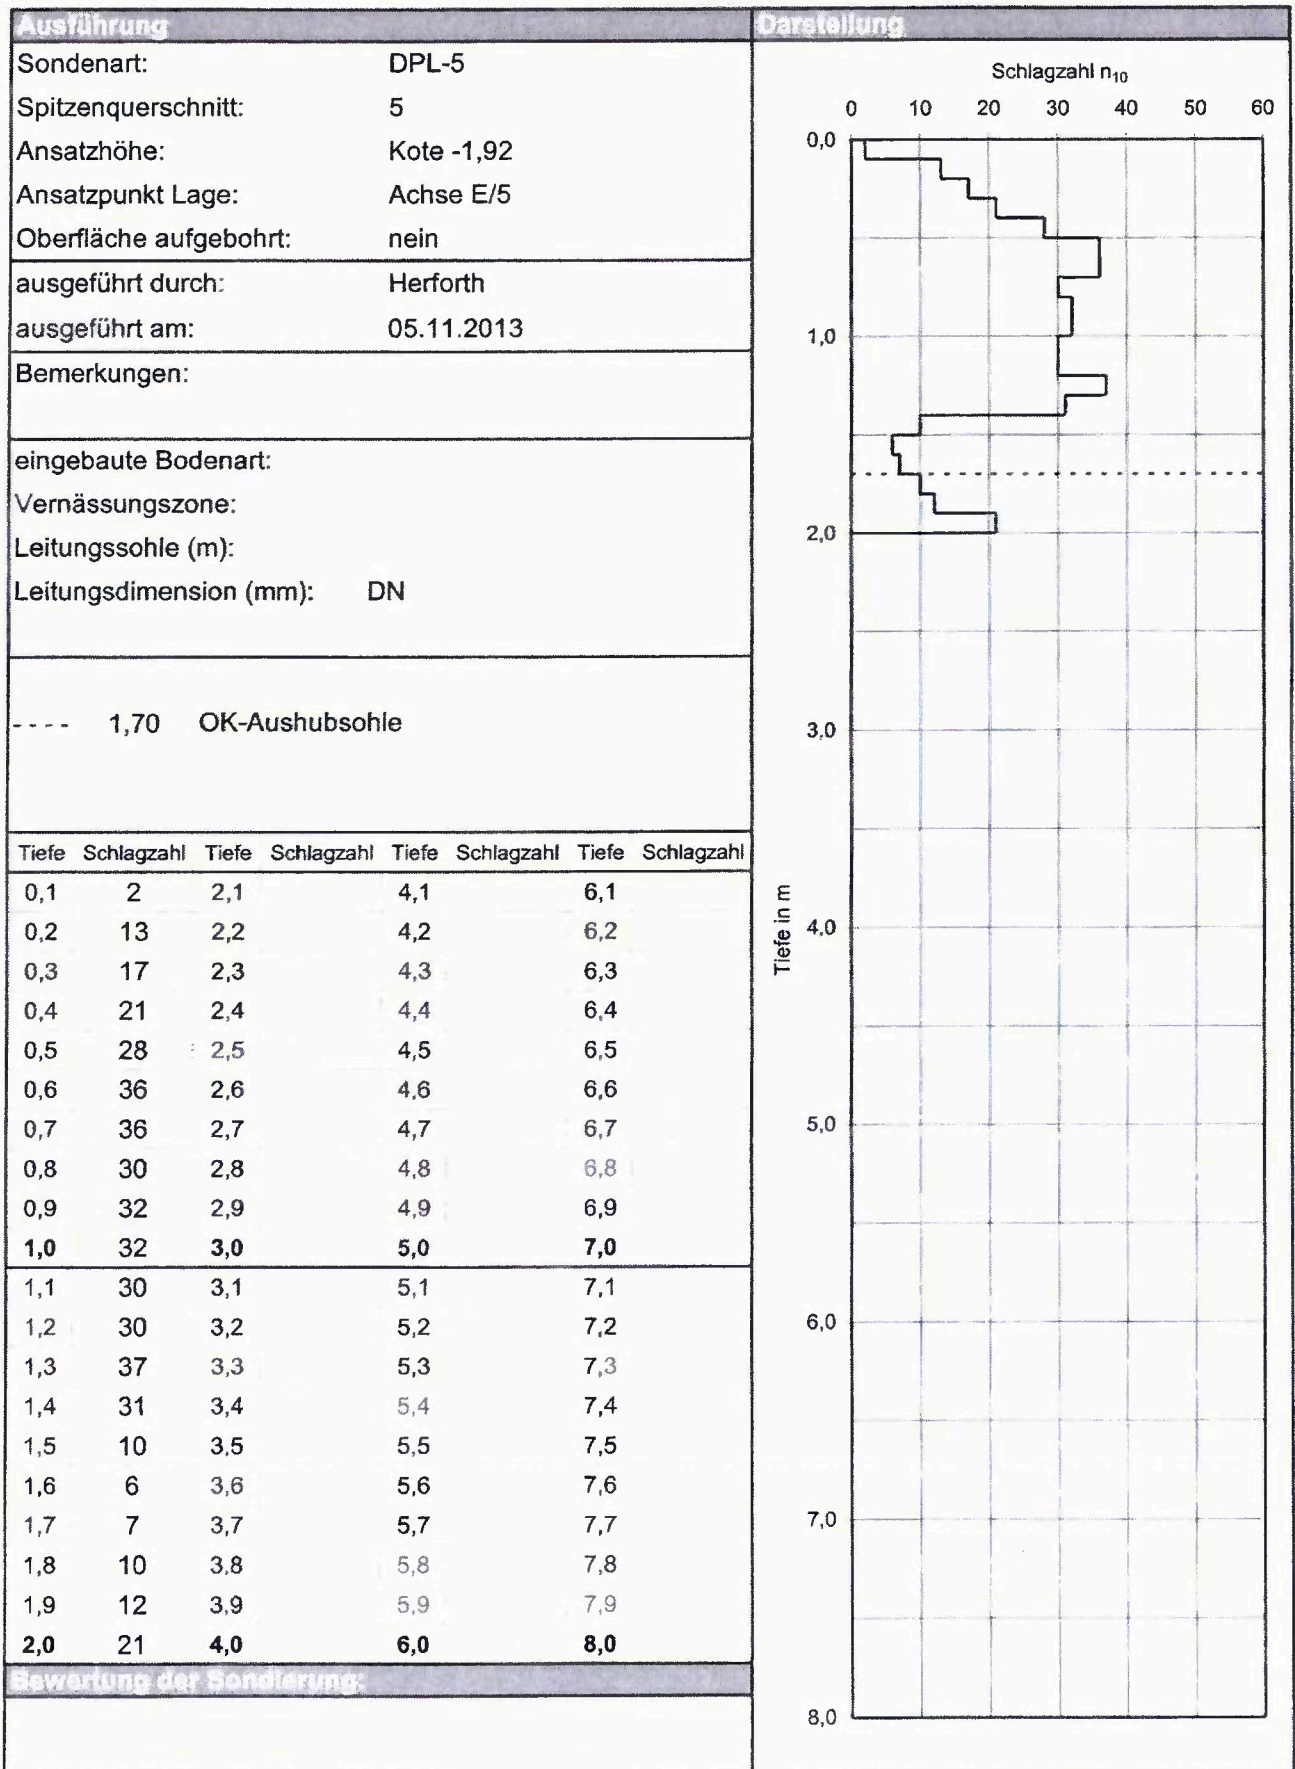 Ausführung
Sondenart: DPL-5
Spitzenquerschnitt: 5
Ansatzhöhe: Kote -1,92
Ansatzpunkt Lage: Achse E/5
Oberfläche aufgebohrt: nein
ausgeführt durch: Herforth
ausgeführt am: 05.11.2013
Bemerkungen:
eingebaute Bodenart:
Vernässungszone:
Leitungssohle (m):
Leitungsdimension (mm): DN
---- 1,70 OK-Aushubsohle
Tiefe Schlagzahl Tiefe Schlagzahl Tiefe Schlagzahl Tiefe Schlagzahl
0,1 2 2,1 4,1 6,1
0,2 13 2,2 4,2 6,2
0,3 17 2,3 4,3 6,3
0,4 21 2,4 4,4 6,4
0,5 28 2,5 4,5 6,5
0,6 36 2,6 4,6 6,6
0,7 36 2,7 4,7 6,7
0,8 30 2,8 4,8 6,8
0,9 32 2,9 4,9 6,9
1,0 32 3,0 5,0 7,0
1,1 30 3,1 5,1 7,1
1,2 30 3,2 5,2 7,2
1,3 37 3,3 5,3 7,3
1,4 31 3,4 5,4 7,4
1,5 10 3,5 5,5 7,5
1,6 6 3,6 5,6 7,6
1,7 7 3,7 5,7 7,7
1,8 10 3,8 5,8 7,8
1,9 12 3,9 5,9 7,9
2,0 21 4,0 6,0 8,0
Bewertung der Sondierung:
Darstellung
Schlagzahl n10
0 10 20 30 40 50 60
0,0
1,0
2,0
3,0
4,0
5,0
6,0
7,0
8,0
Tiefe in m